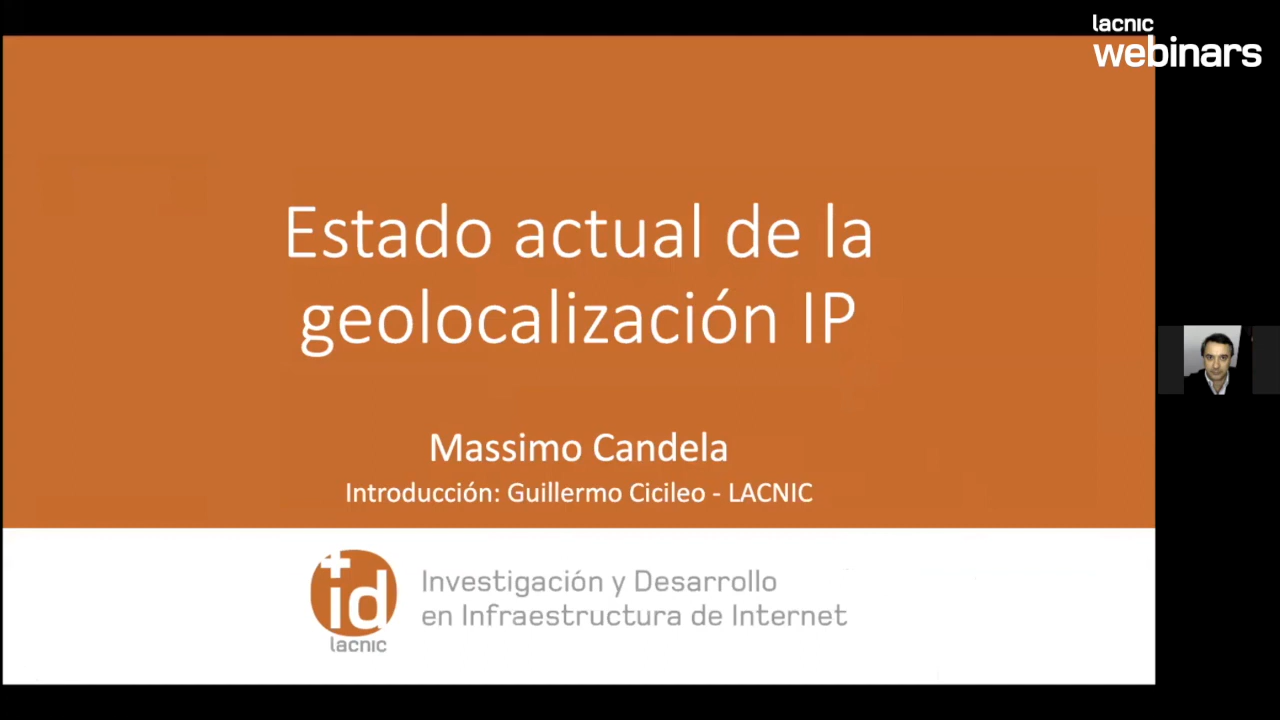 lacnic
webinars
Estado actual de la
geolocalización IP
Massimo Candela
Introducción: Guillermo Cicileo - LACNIC
+id
lacnic
Investigación y Desarrollo
en Infraestructura de Internet